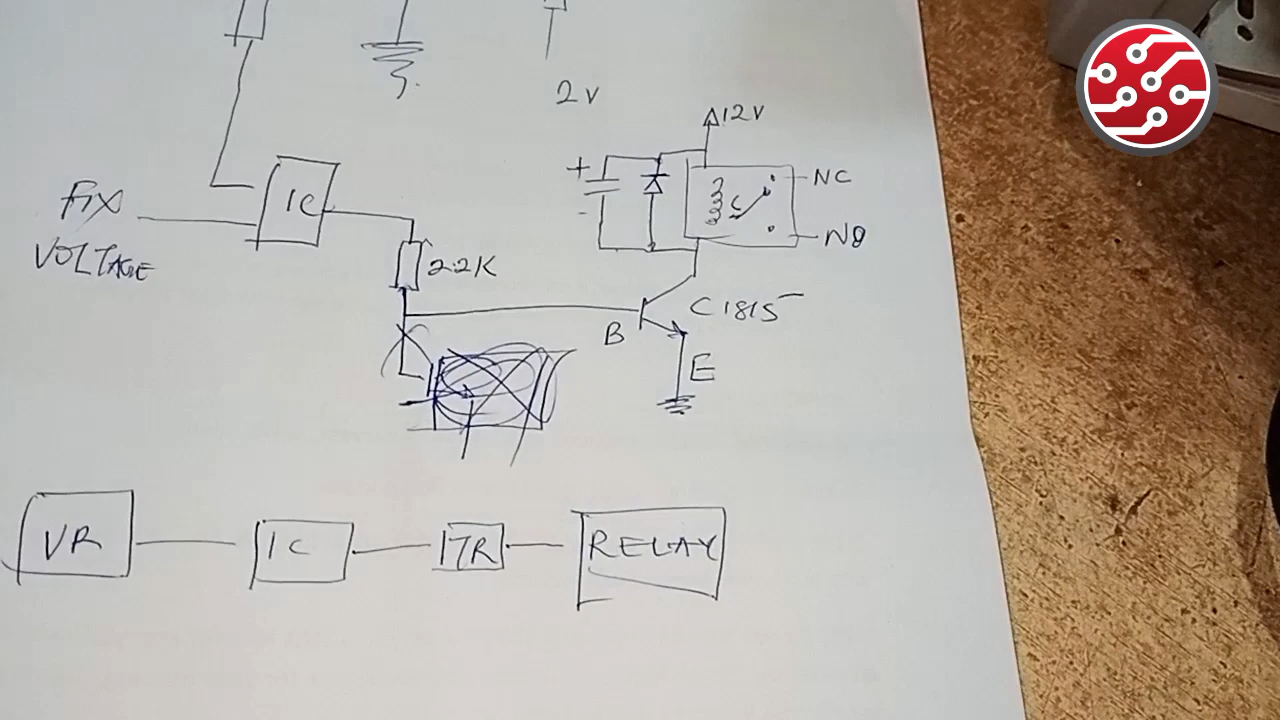 2V
12V
+
IC
NC
FIX
-
NO
VOLTAGE
2.2K
C1815
B
E
VR
IC
TR
RELAY